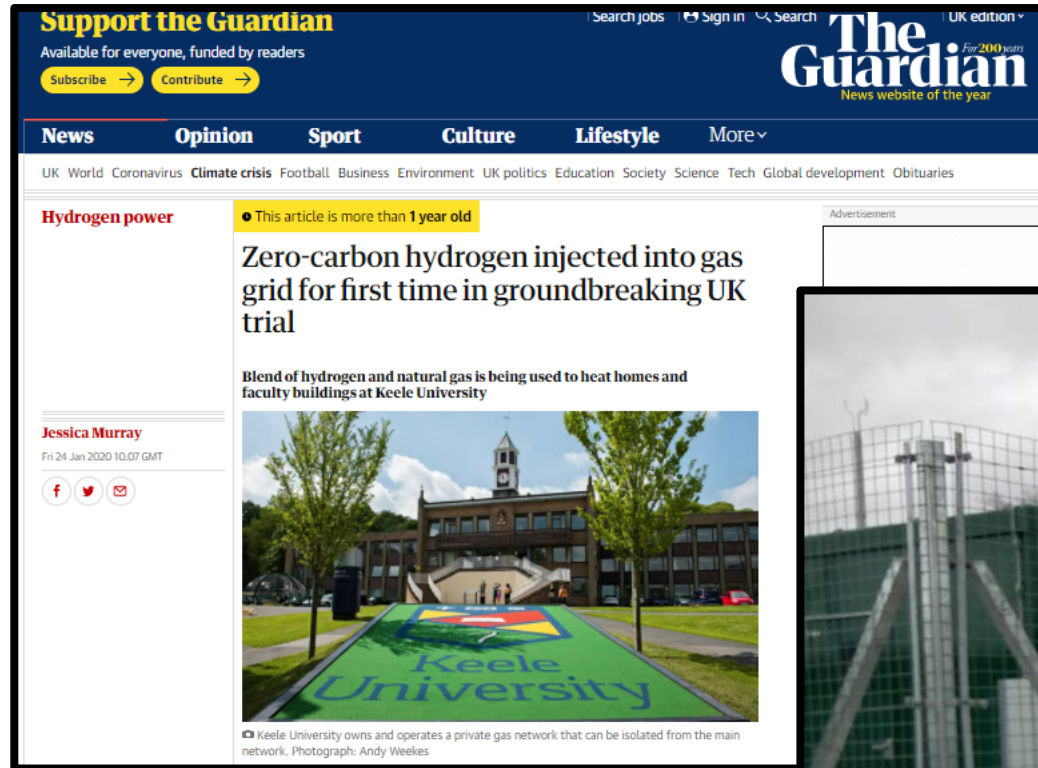 Support the Guardian
Available for everyone, funded by readers
Subscribe → Contribute →
Search jobs Sign in Search UK edition
The Guardian
For 200 years
News website of the year
News Opinion Sport Culture Lifestyle More
UK World Coronavirus Climate crisis Football Business Environment UK politics Education Society Science Tech Global development Obituaries
Hydrogen power
This article is more than 1 year old
Advertisement
Zero-carbon hydrogen injected into gas
grid for first time in groundbreaking UK
trial
Blend of hydrogen and natural gas is being used to heat homes and
faculty buildings at Keele University
Jessica Murray
Fri 24 Jan 2020 10.07 GMT
Keele
University
Keele University owns and operates a private gas network that can be isolated from the main
network. Photograph: Andy Weekes